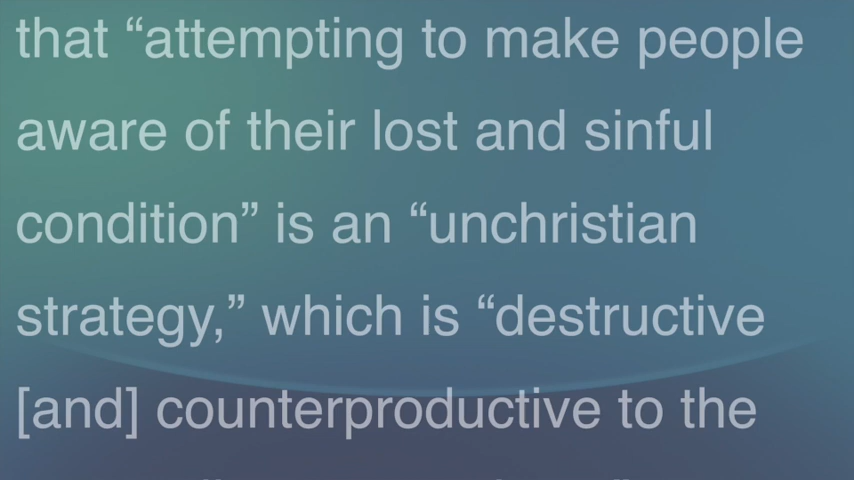 that “attempting to make people
aware of their lost and sinful
condition” is an “unchristian
strategy,” which is “destructive
[and] counterproductive to the